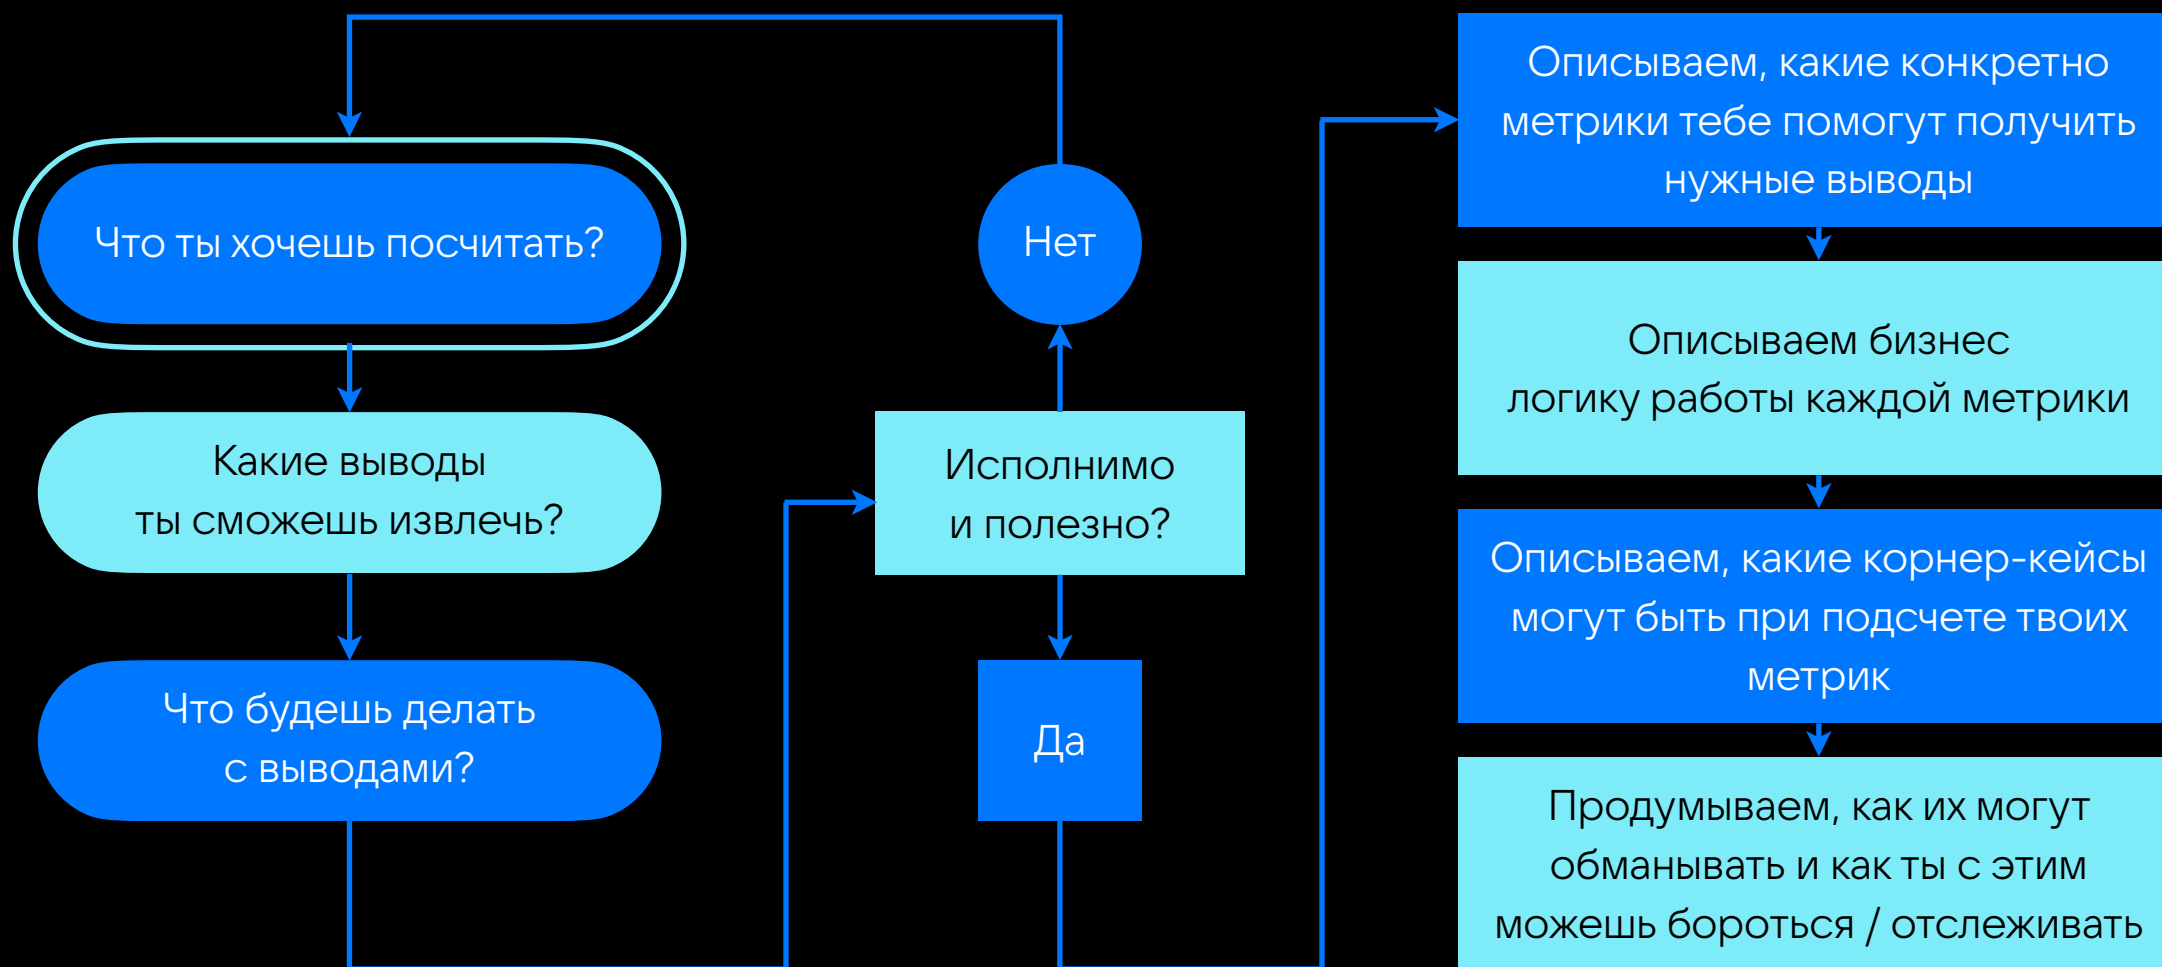 Что ты хочешь посчитать?
Какие выводы
ты сможешь извлечь?
Что будешь делать
с выводами?
Нет
Исполнимо
и полезно?
Да
Описываем, какие конкретно
метрики тебе помогут получить
нужные выводы
Описываем бизнес
логику работы каждой метрики
Описываем, какие корнер-кейсы
могут быть при подсчете твоих
метрик
Продумываем, как их могут
обманывать и как ты с этим
можешь бороться / отслеживать